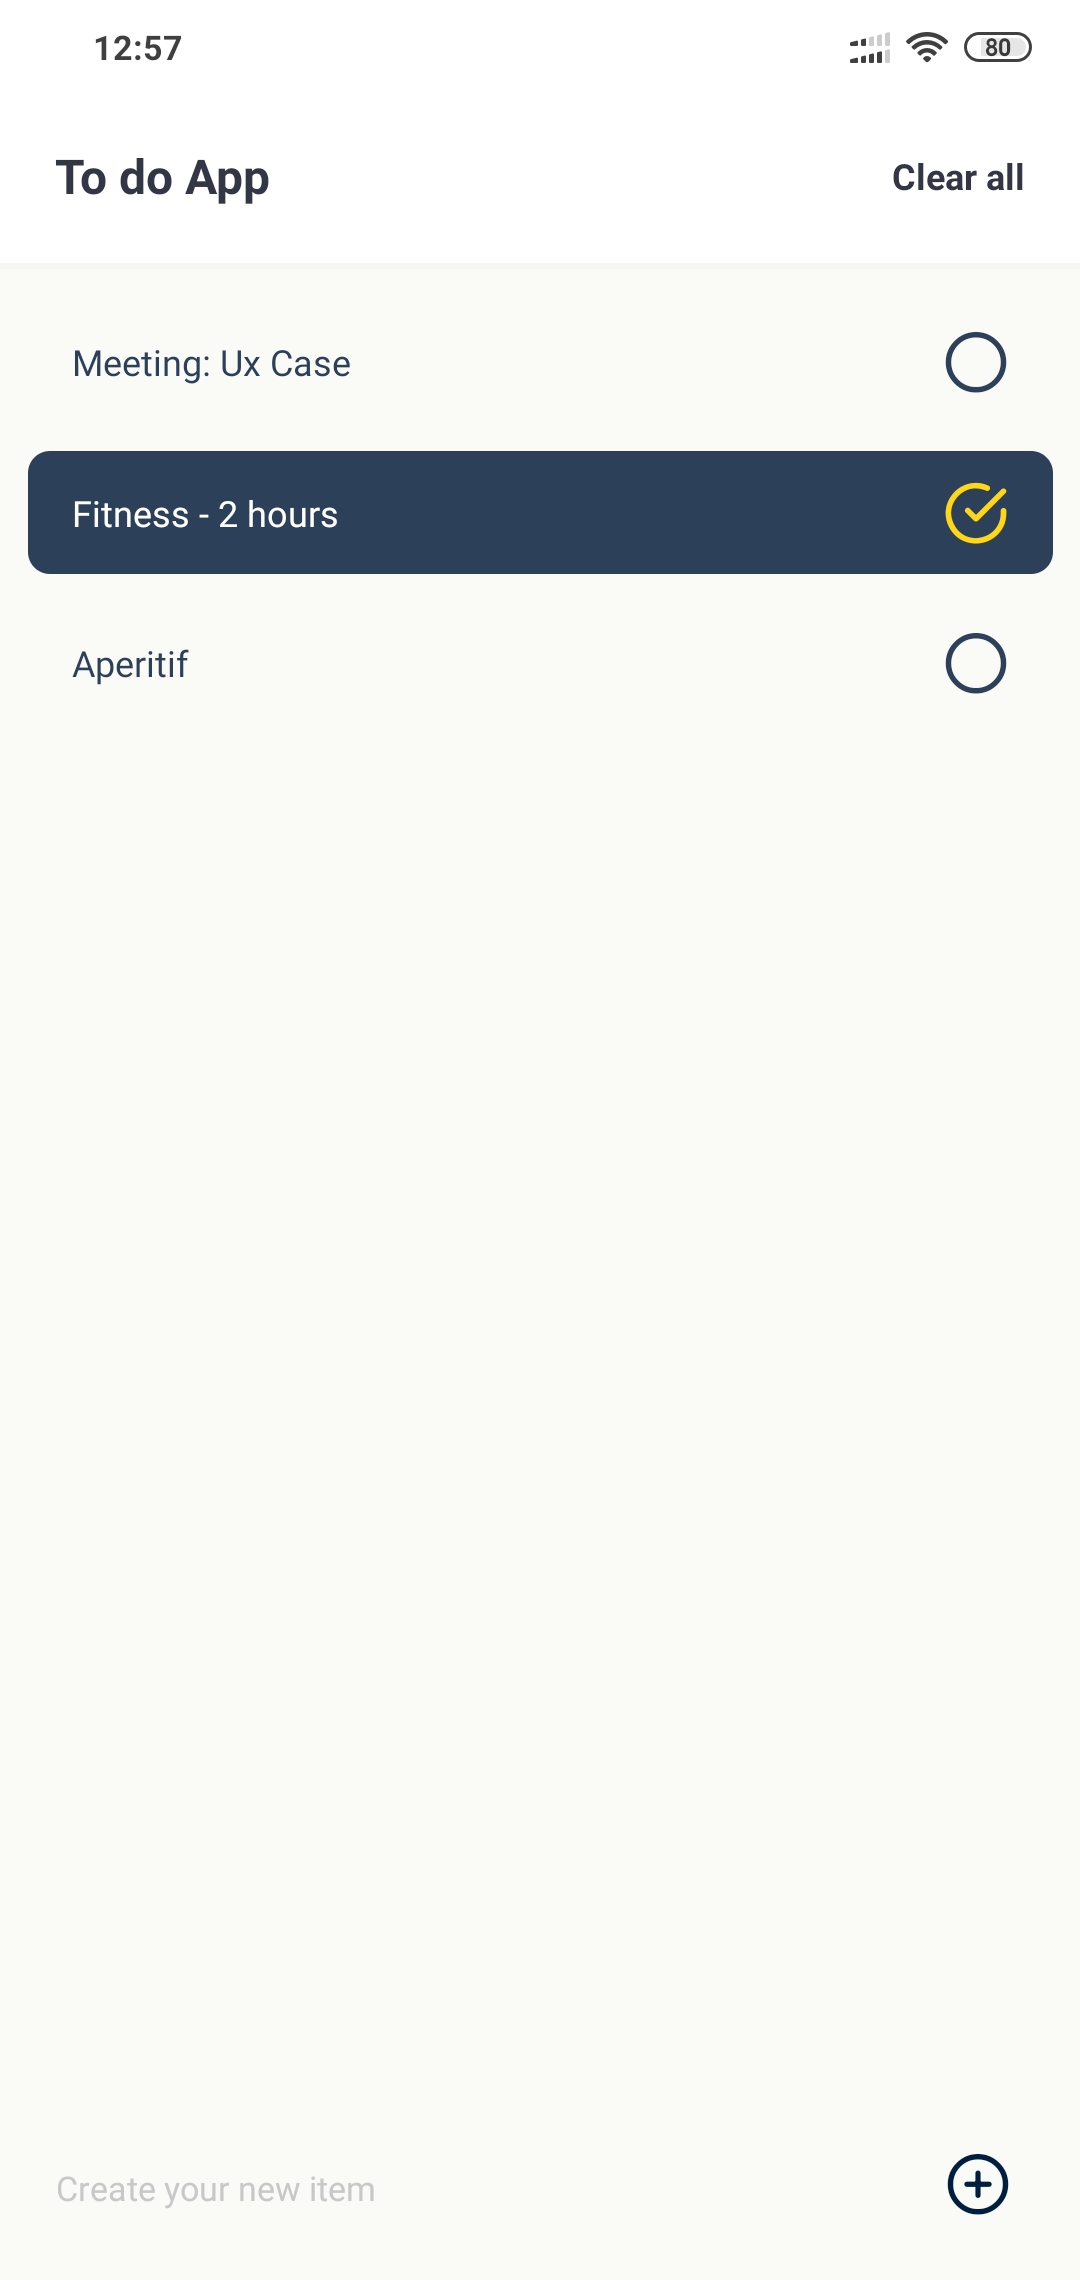 12:57
80
To do App
Clear all
Meeting: Ux Case
Fitness - 2 hours
Aperitif
Create your new item